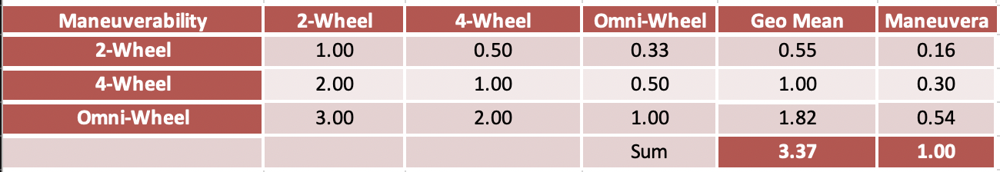 Maneuverability 2-Wheel 4-Wheel Omni-Wheel Geo Mean Maneuvera
2-Wheel 1.00 0.50 0.33 0.55 0.16
4-Wheel 2.00 1.00 0.50 1.00 0.30
Omni-Wheel 3.00 2.00 1.00 1.82 0.54
Sum 3.37 1.00